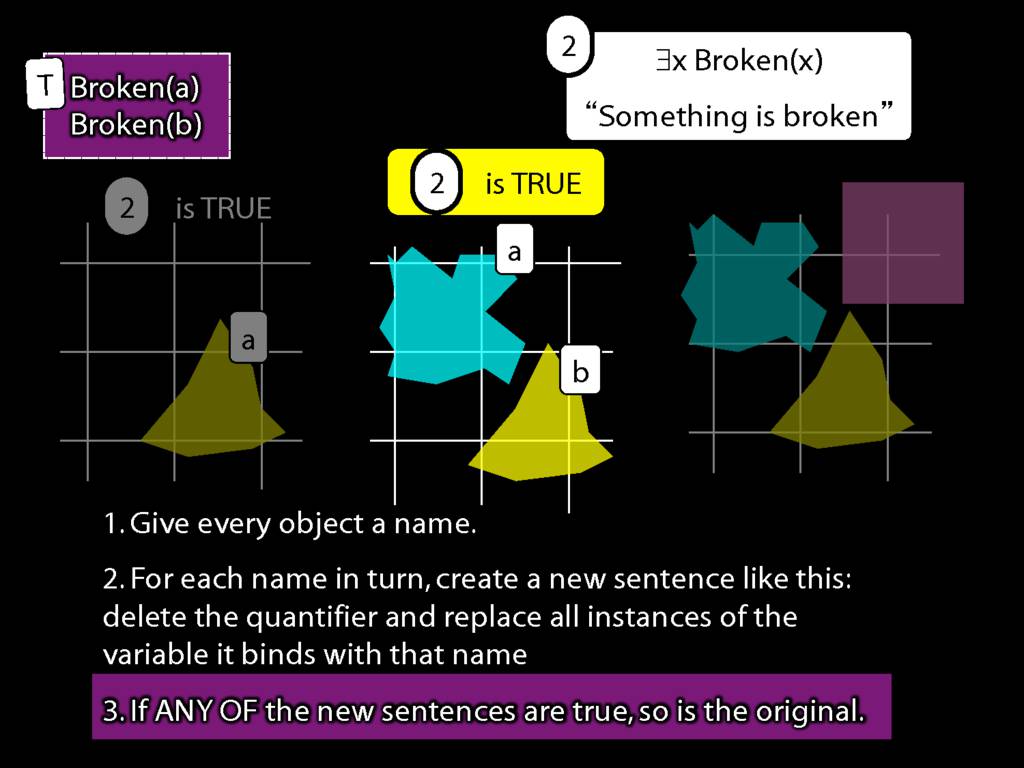 T
Broken(a)
Broken(b)
2
∃x Broken(x)
“Something is broken”
2 is TRUE
2 is TRUE
a
a
b
1. Give every object a name.
2. For each name in turn, create a new sentence like this:
delete the quantifier and replace all instances of the
variable it binds with that name
3. If ANY OF the new sentences are true, so is the original.